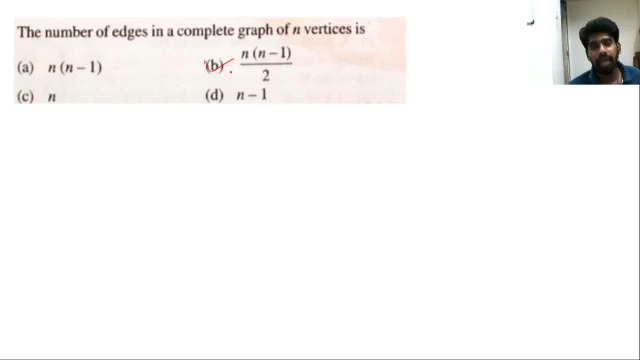 The number of edges in a complete graph of n vertices is
(a) n (n – 1)
(b) n (n – 1) / 2
(c) n
(d) n – 1